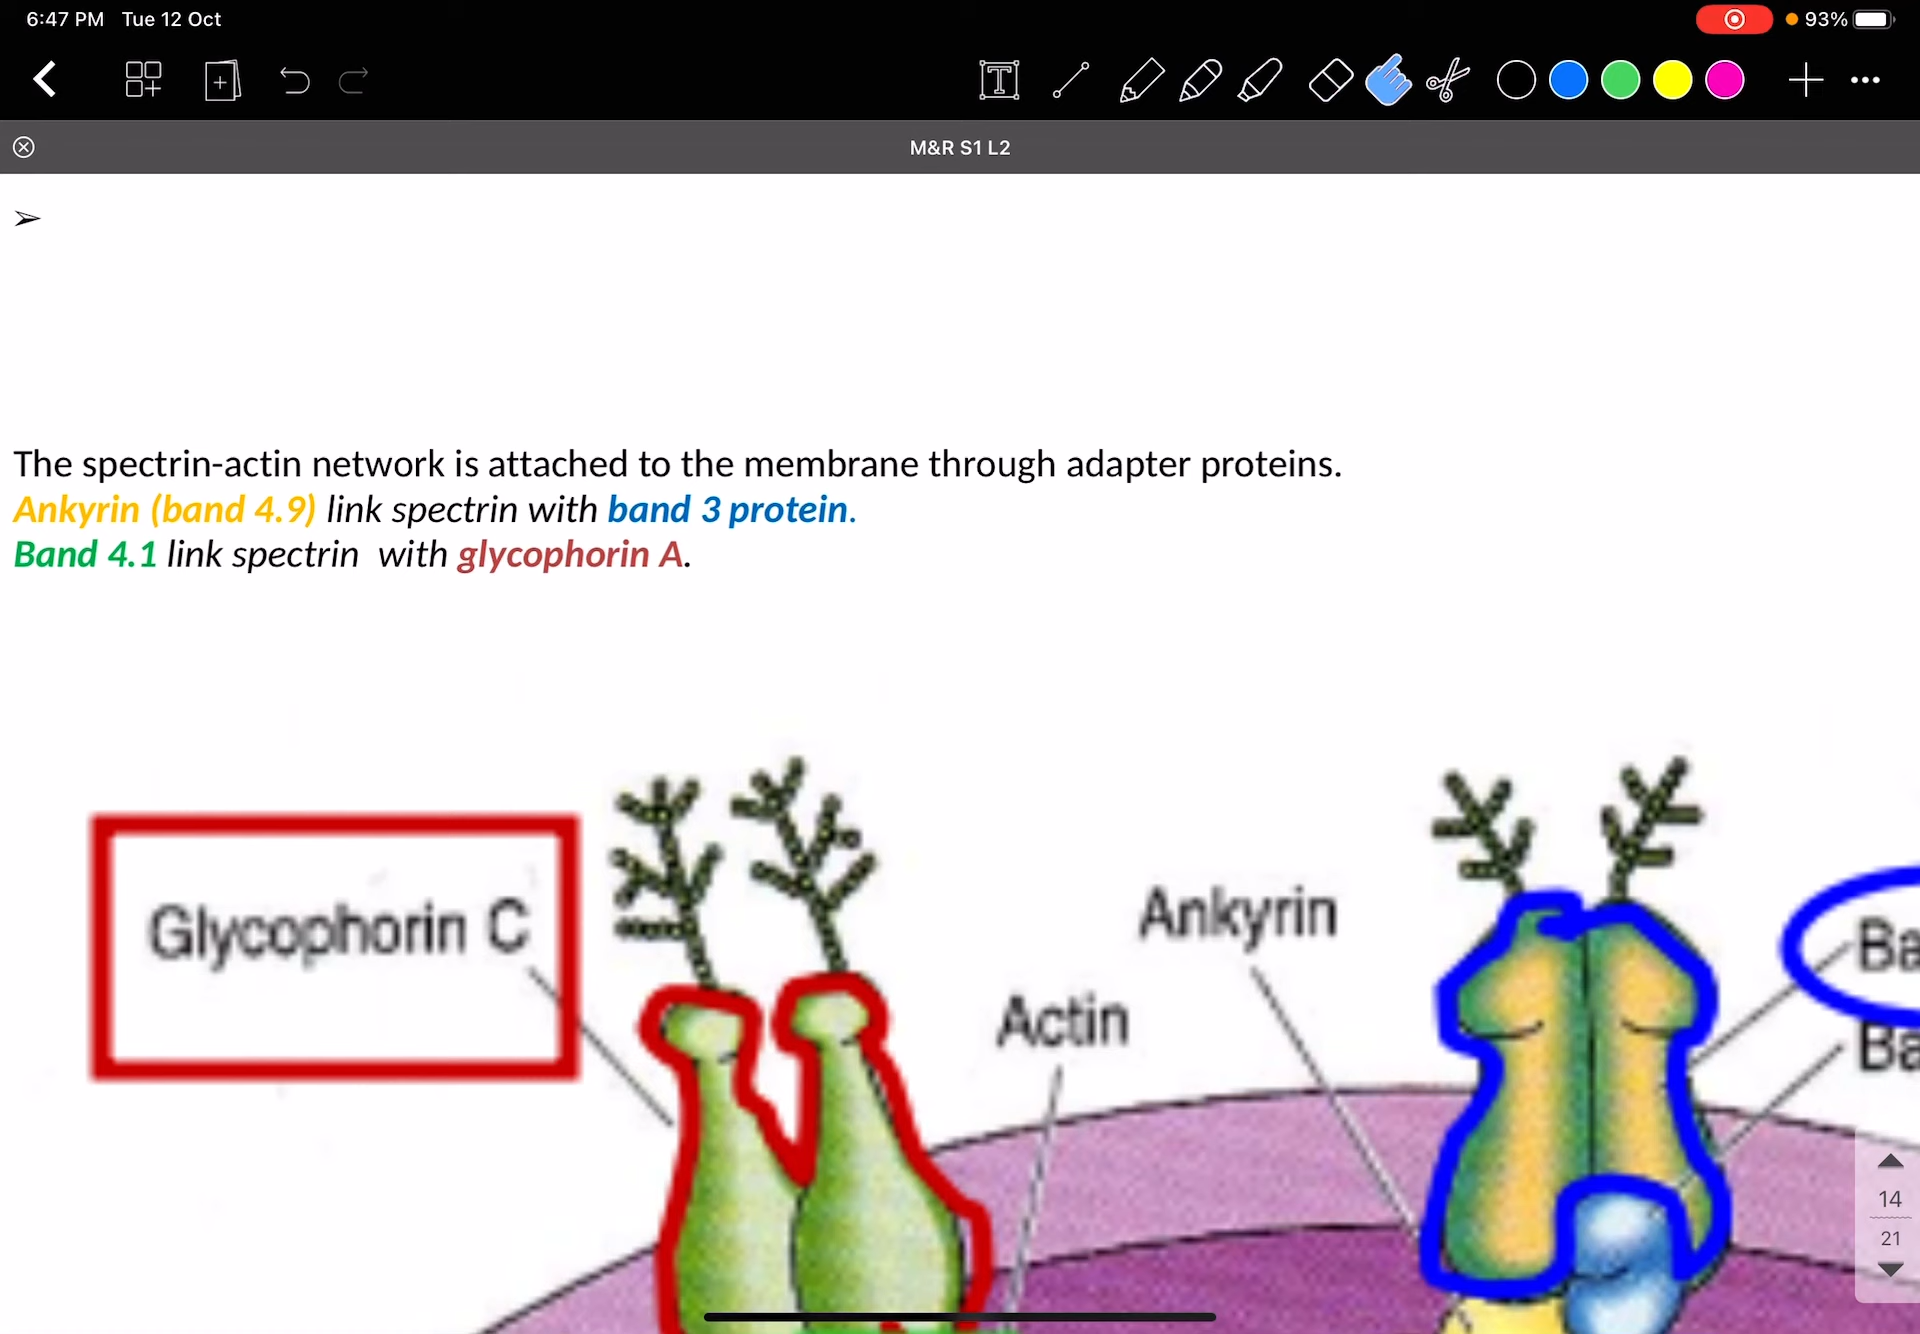 6:47 PM Tue 12 Oct
93%
M&R S1 L2
➢
The spectrin-actin network is attached to the membrane through adapter proteins.
Ankyrin (band 4.9) link spectrin with band 3 protein.
Band 4.1 link spectrin with glycophorin A.
Glycophorin C
Ankyrin
Actin
Ba
Ba
14
21